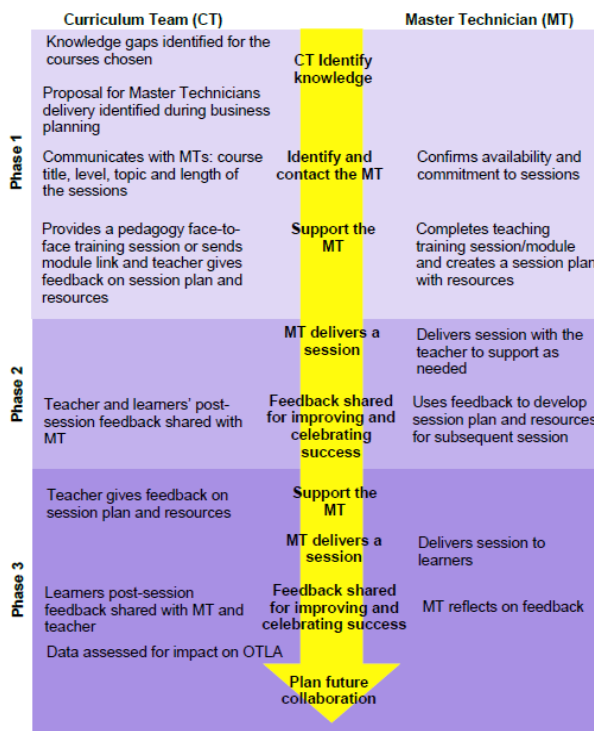 Curriculum Team (CT)
Master Technician (MT)
Phase 1
Knowledge gaps identified for the
courses chosen
CT Identify
knowledge
Proposal for Master Technicians
delivery identified during business
planning
Communicates with MTs: course
title, level, topic and length of
the sessions
Identify and
contact the MT
Confirms availability and
commitment to sessions
Provides a pedagogy face-to-
face training session or sends
module link and teacher gives
feedback on session plan and
resources
Support the
MT
Completes teaching
training session/module
and creates a session plan
with resources
Phase 2
MT delivers a
session
Delivers session with the
teacher to support as
needed
Teacher and learners' post-
session feedback shared with
MT
Feedback shared
for improving and
celebrating
success
Uses feedback to develop
session plan and resources
for subsequent session
Phase 3
Teacher gives feedback on
session plan and resources
Support the
MT
MT delivers a
session
Delivers session to
learners
Learners post-session
feedback shared with MT and
teacher
Feedback shared
for improving and
celebrating success
MT reflects on feedback
Data assessed for impact on OTLA
Plan future
collaboration